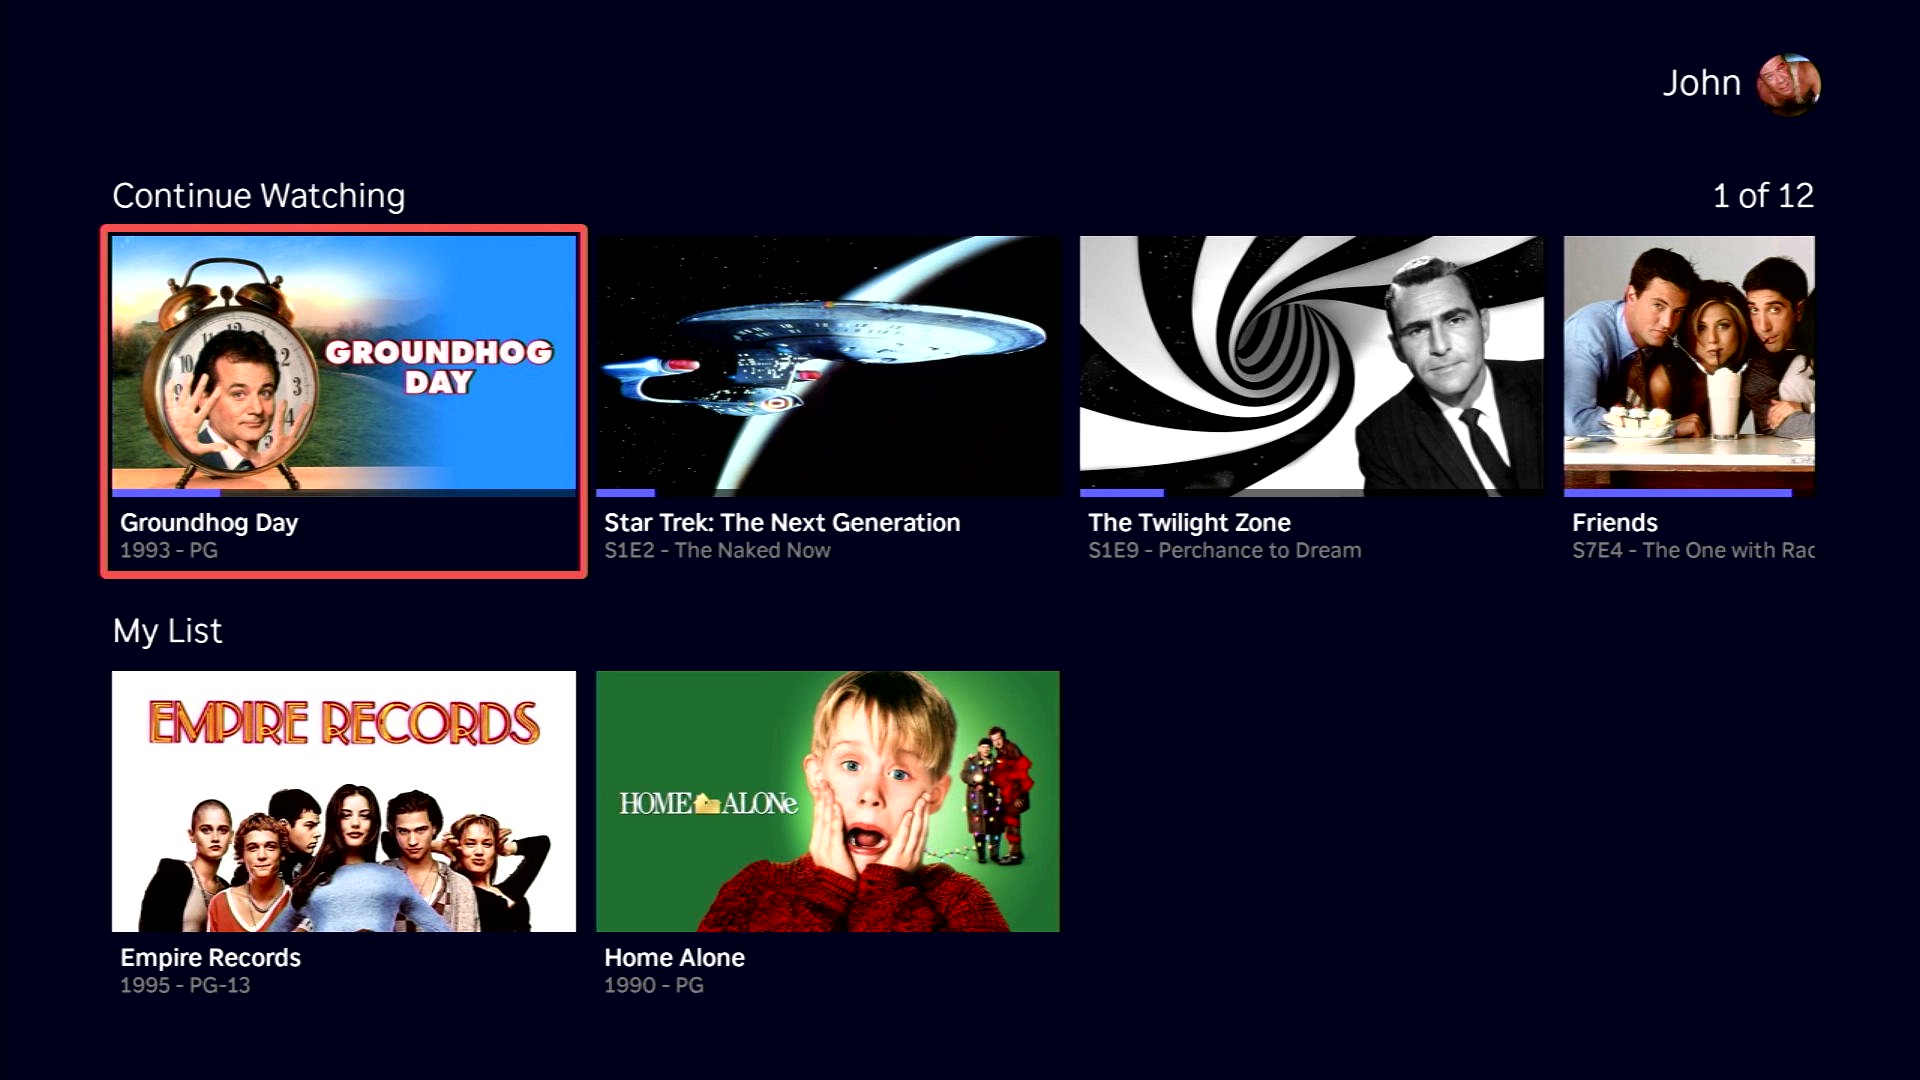 John
Continue Watching
1 of 12
GROUNDHOG
DAY
Groundhog Day
1993 - PG
Star Trek: The Next Generation
S1E2 - The Naked Now
The Twilight Zone
S1E9 - Perchance to Dream
Friends
S7E4 - The One with Rac
My List
EMPIRE RECORDS
Empire Records
1995 - PG-13
HOME ALONe
Home Alone
1990 - PG